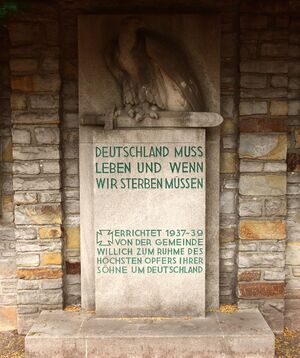 DEUTSCHLAND MUSS
LEBEN UND WENN
WIR STERBEN MÜSSEN
ERRICHTET 1937-39
VON DER GEMEINDE
WILLICH ZUM RUHME DES
HÖCHSTEN OPFERS IHRER
SÖHNE UM DEUTSCHLAND